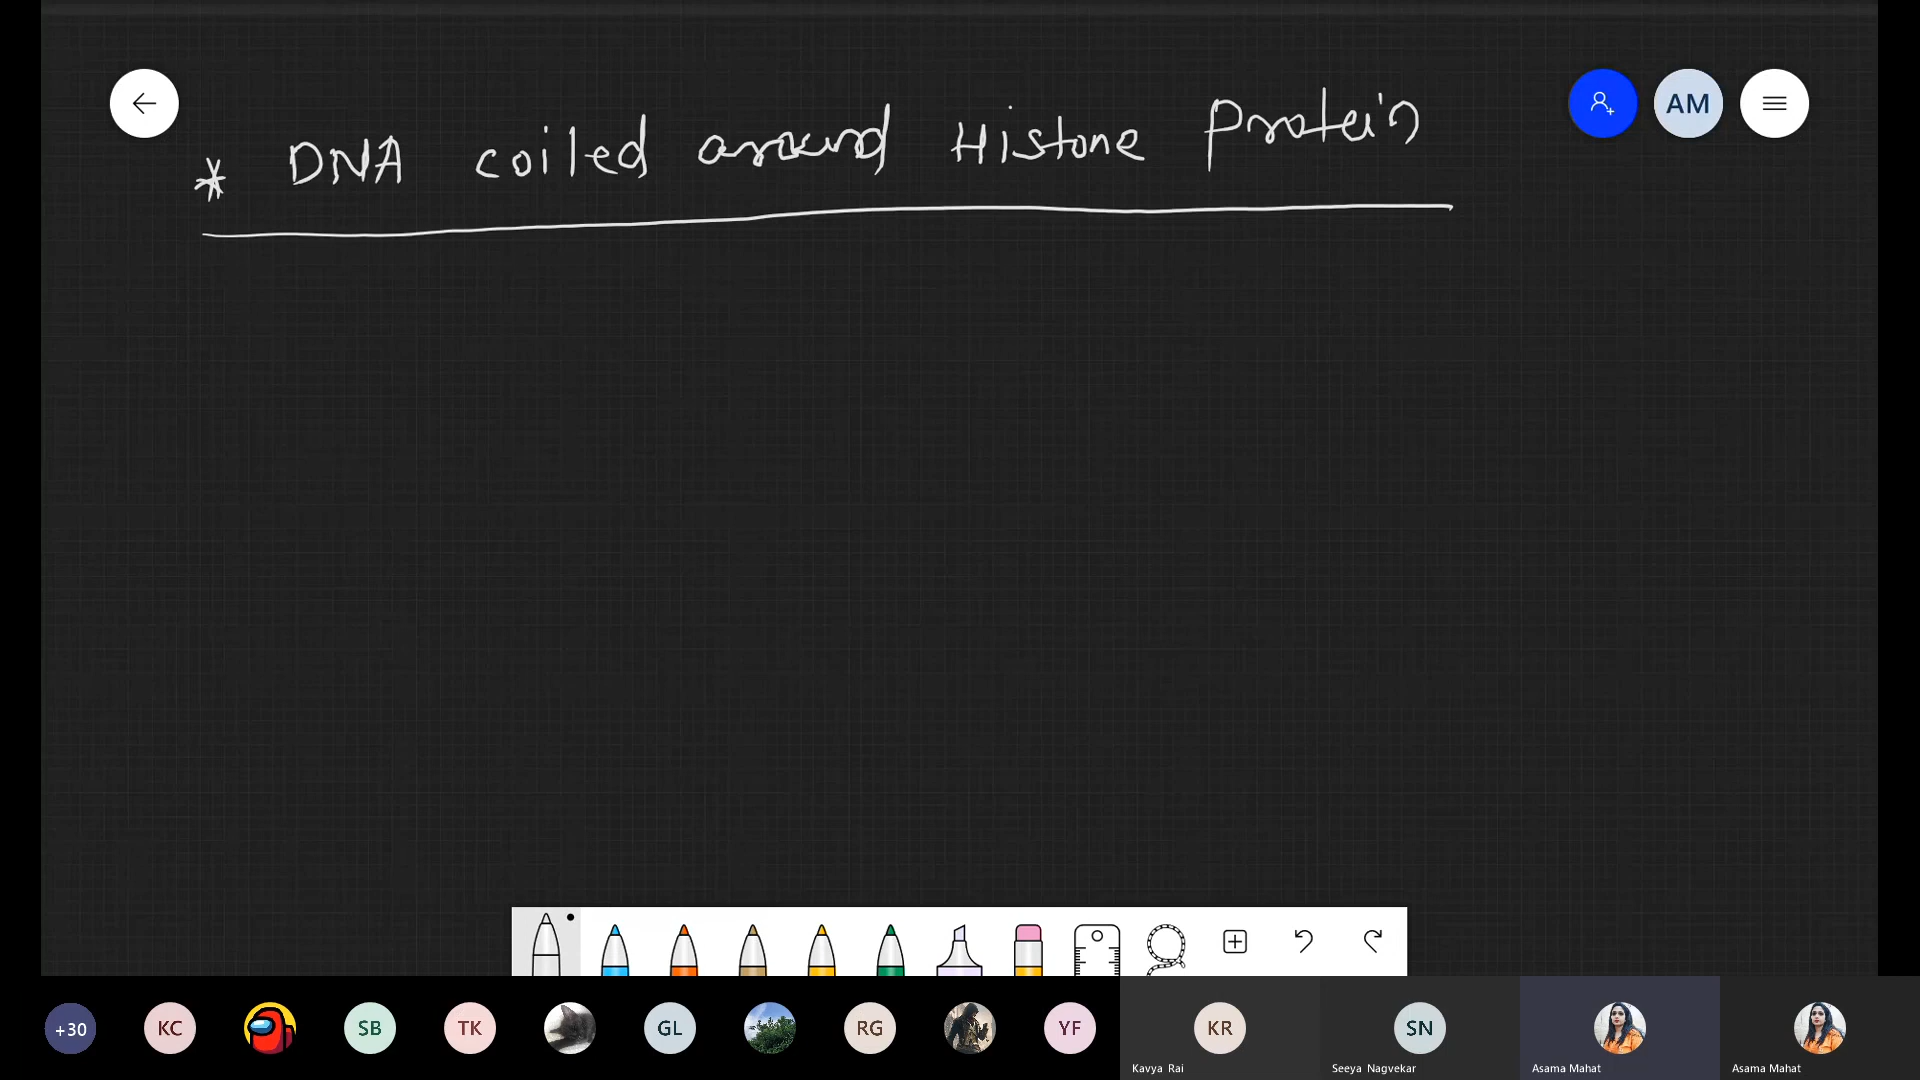 AM
* DNA coiled around Histone Protein
+30
KC
SB
TK
GL
RG
YF
KR
Kavya Rai
SN
Seeya Nagvekar
Asama Mahat
Asama Mahat